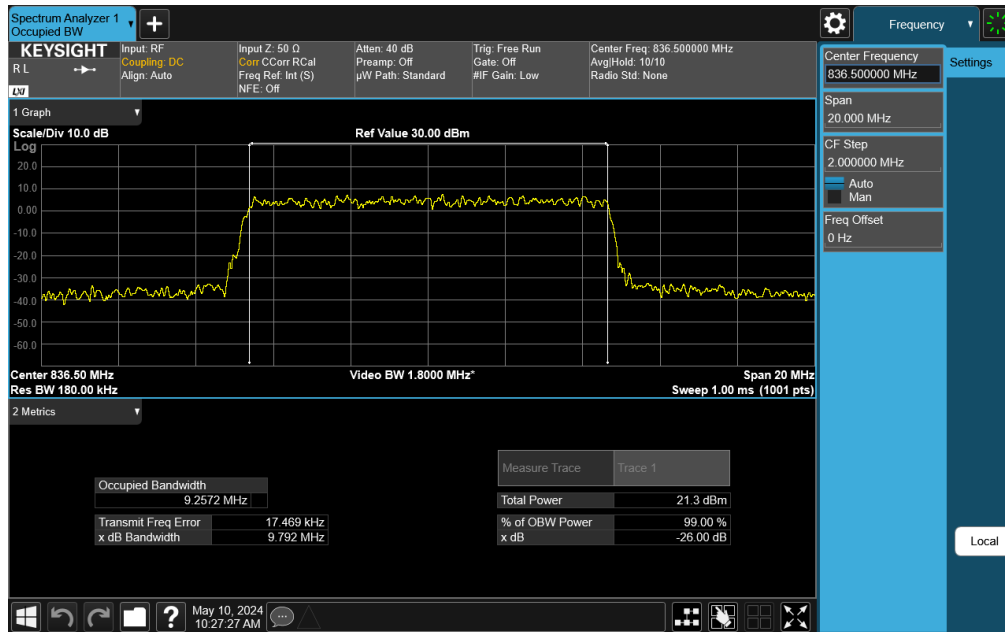 Spectrum Analyzer 1
Occupied BW
Frequency
KEYSIGHT
R L
LXI
Input: RF
Coupling: DC
Align: Auto
Input Z: 50 Ω
Corr CCorr RCal
Freq Ref: Int (S)
NFE: Off
Atten: 40 dB
Preamp: Off
µW Path: Standard
Trig: Free Run
Gate: Off
#IF Gain: Low
Center Freq: 836.500000 MHz
Avg|Hold: 10/10
Radio Std: None
Center Frequency
836.500000 MHz
Settings
Span
20.000 MHz
CF Step
2.000000 MHz
Auto
Man
Freq Offset
0 Hz
1 Graph
Scale/Div 10.0 dB
Ref Value 30.00 dBm
Log
20.0
10.0
0.00
-10.0
-20.0
-30.0
-40.0
-50.0
-60.0
Center 836.50 MHz
Video BW 1.8000 MHz*
Span 20 MHz
Res BW 180.00 kHz
Sweep 1.00 ms (1001 pts)
2 Metrics
Measure Trace
Trace 1
Occupied Bandwidth
9.2572 MHz
Total Power
21.3 dBm
Transmit Freq Error
17.469 kHz
% of OBW Power
99.00 %
x dB Bandwidth
9.792 MHz
x dB
-26.00 dB
Local
May 10, 2024
10:27:27 AM